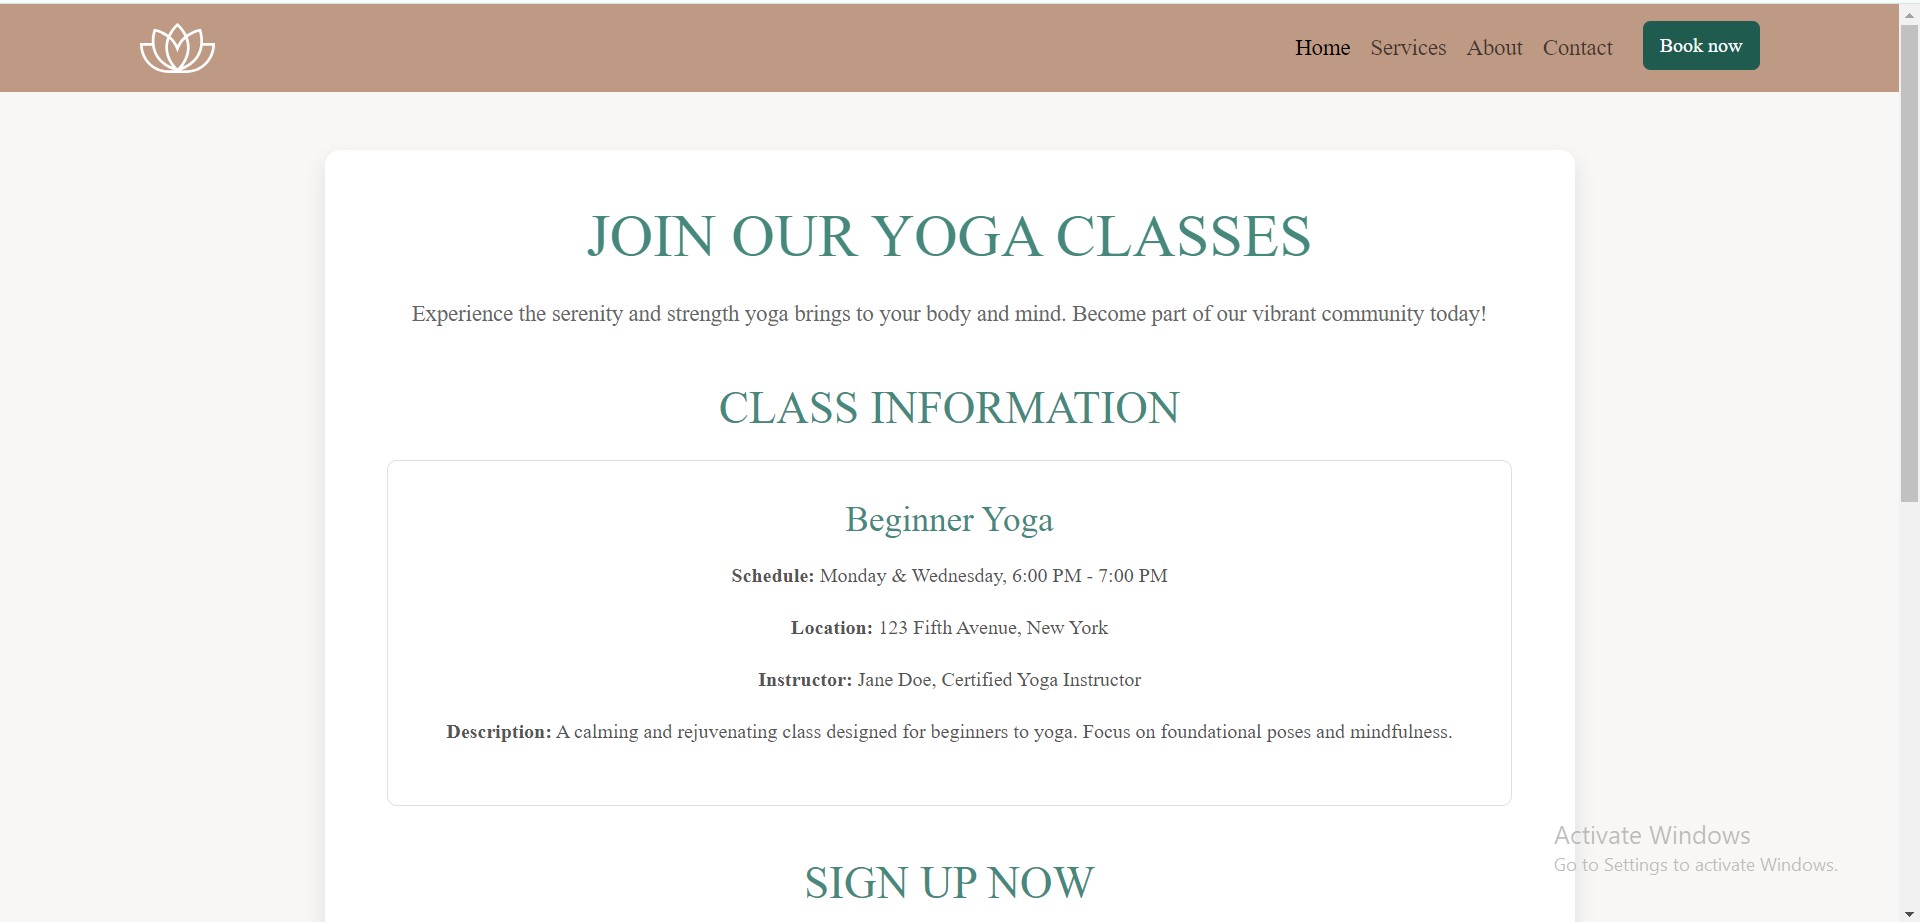 Home Services About Contact Book now
JOIN OUR YOGA CLASSES
Experience the serenity and strength yoga brings to your body and mind. Become part of our vibrant community today!
CLASS INFORMATION
Beginner Yoga
Schedule: Monday & Wednesday, 6:00 PM - 7:00 PM
Location: 123 Fifth Avenue, New York
Instructor: Jane Doe, Certified Yoga Instructor
Description: A calming and rejuvenating class designed for beginners to yoga. Focus on foundational poses and mindfulness.
Activate Windows
Go to Settings to activate Windows.
SIGN UP NOW